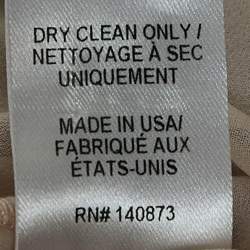 DRY CLEAN ONLY /
NETTOYAGE À SEC
UNIQUEMENT
MADE IN USA/
FABRIQUÉ AUX
ÉTATS-UNIS
RN# 140873